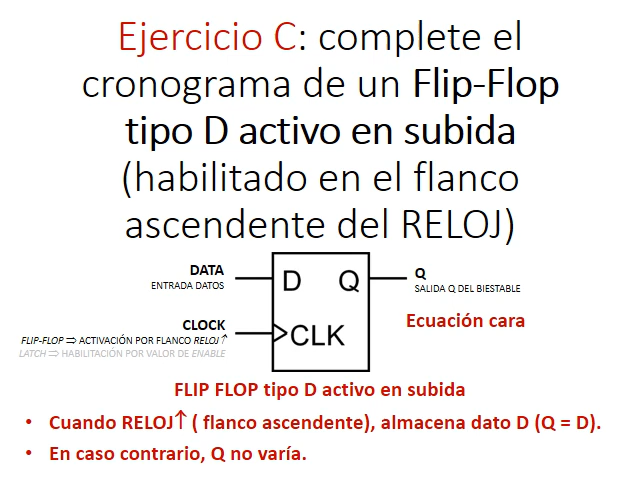 Ejercicio C: complete el
cronograma de un Flip-Flop
tipo D activo en subida
(habilitado en el flanco
ascendente del RELOJ)
DATA
ENTRADA DATOS
D
Q
Q
SALIDA Q DEL BIESTABLE
CLOCK
FLIP-FLOP ⇒ ACTIVACIÓN POR FLANCO RELOJ↑
LATCH ⇒ HABILITACIÓN POR VALOR DE ENABLE
CLK
Ecuación cara
FLIP FLOP tipo D activo en subida
• Cuando RELOJ↑ ( flanco ascendente), almacena dato D (Q = D).
• En caso contrario, Q no varía.